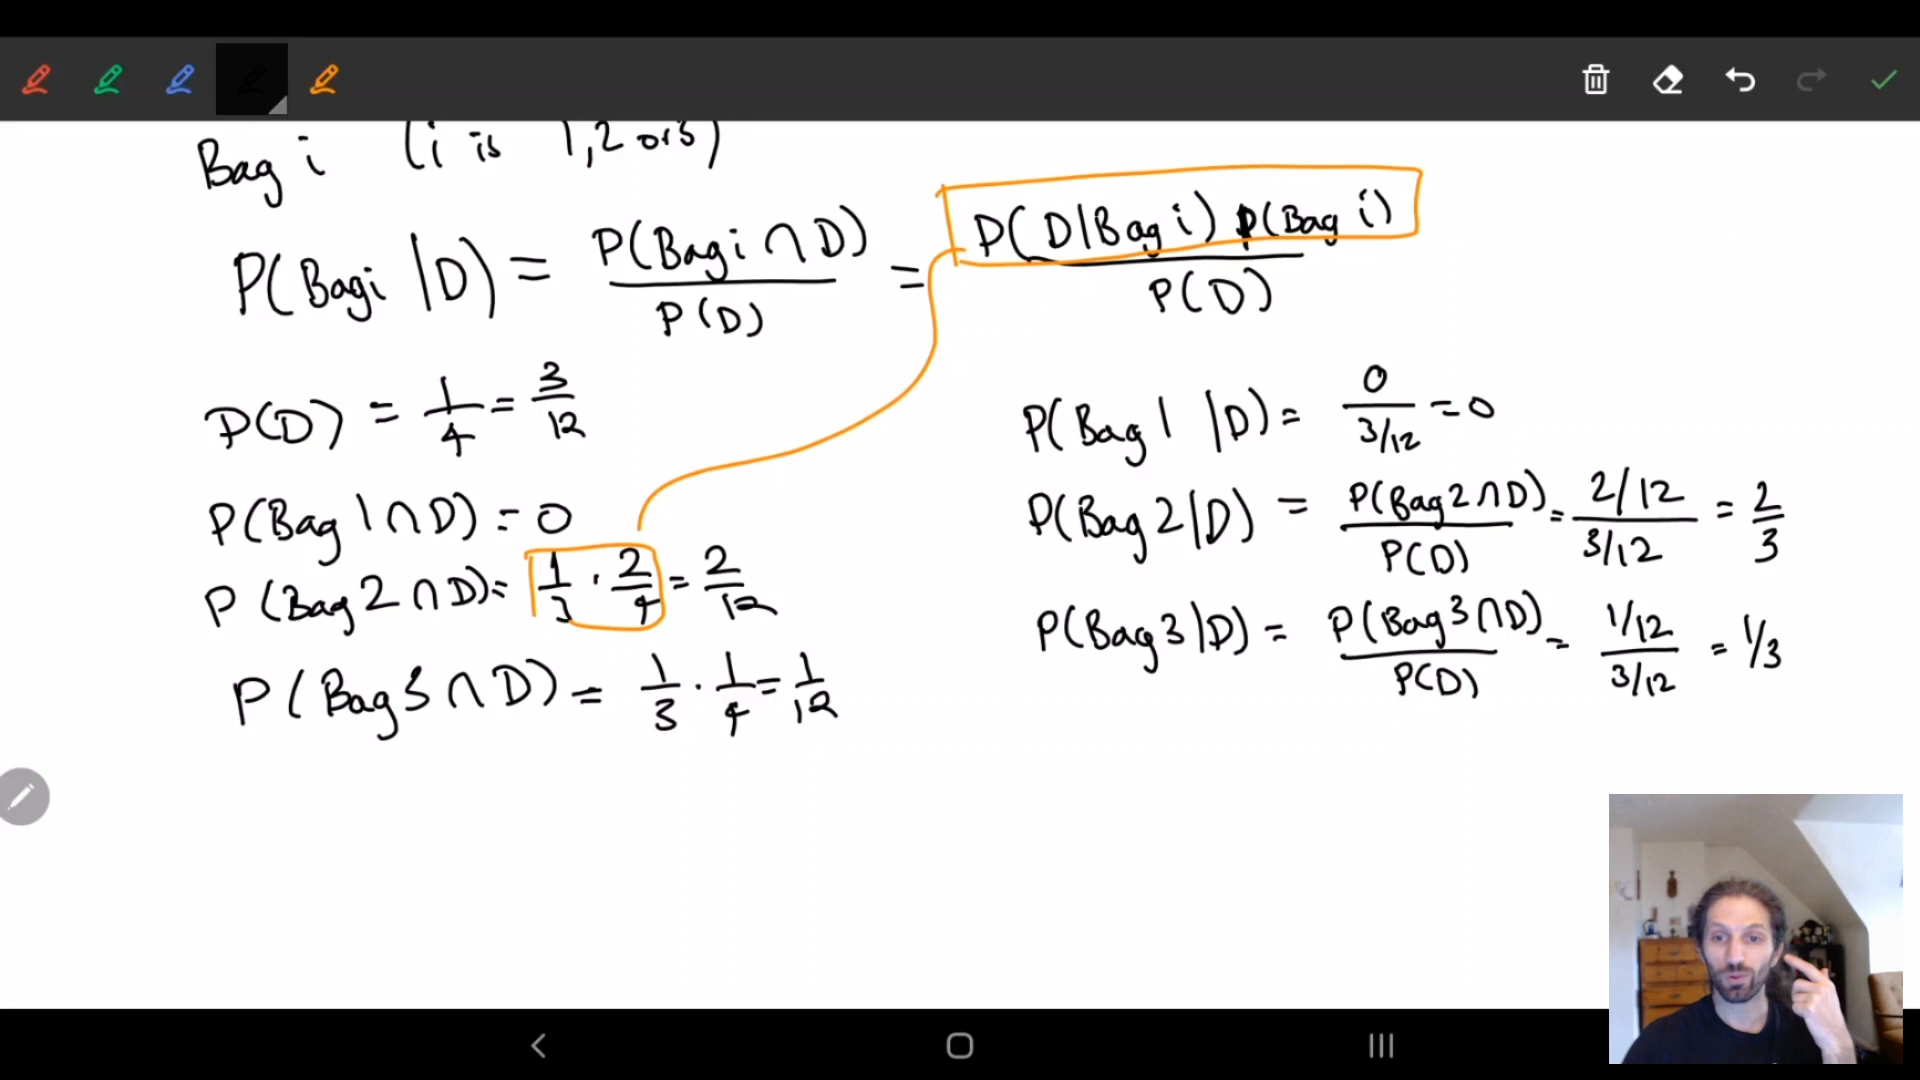 Bag i (i is 1,2 or 3)
P(Bag i | D) = P(Bag i ∩ D) / P(D) = P(D|Bag i) P(Bag i) / P(D)
P(D) = 1/4 = 3/12
P(Bag 1 ∩ D) = 0
P(Bag 2 ∩ D) = 1/3 · 2/4 = 2/12
P(Bag 3 ∩ D) = 1/3 · 1/4 = 1/12
P(Bag 1 | D) = 0 / 3/12 = 0
P(Bag 2 | D) = P(Bag 2 ∩ D) / P(D) = 2/12 / 3/12 = 2/3
P(Bag 3 | D) = P(Bag 3 ∩ D) / P(D) = 1/12 / 3/12 = 1/3